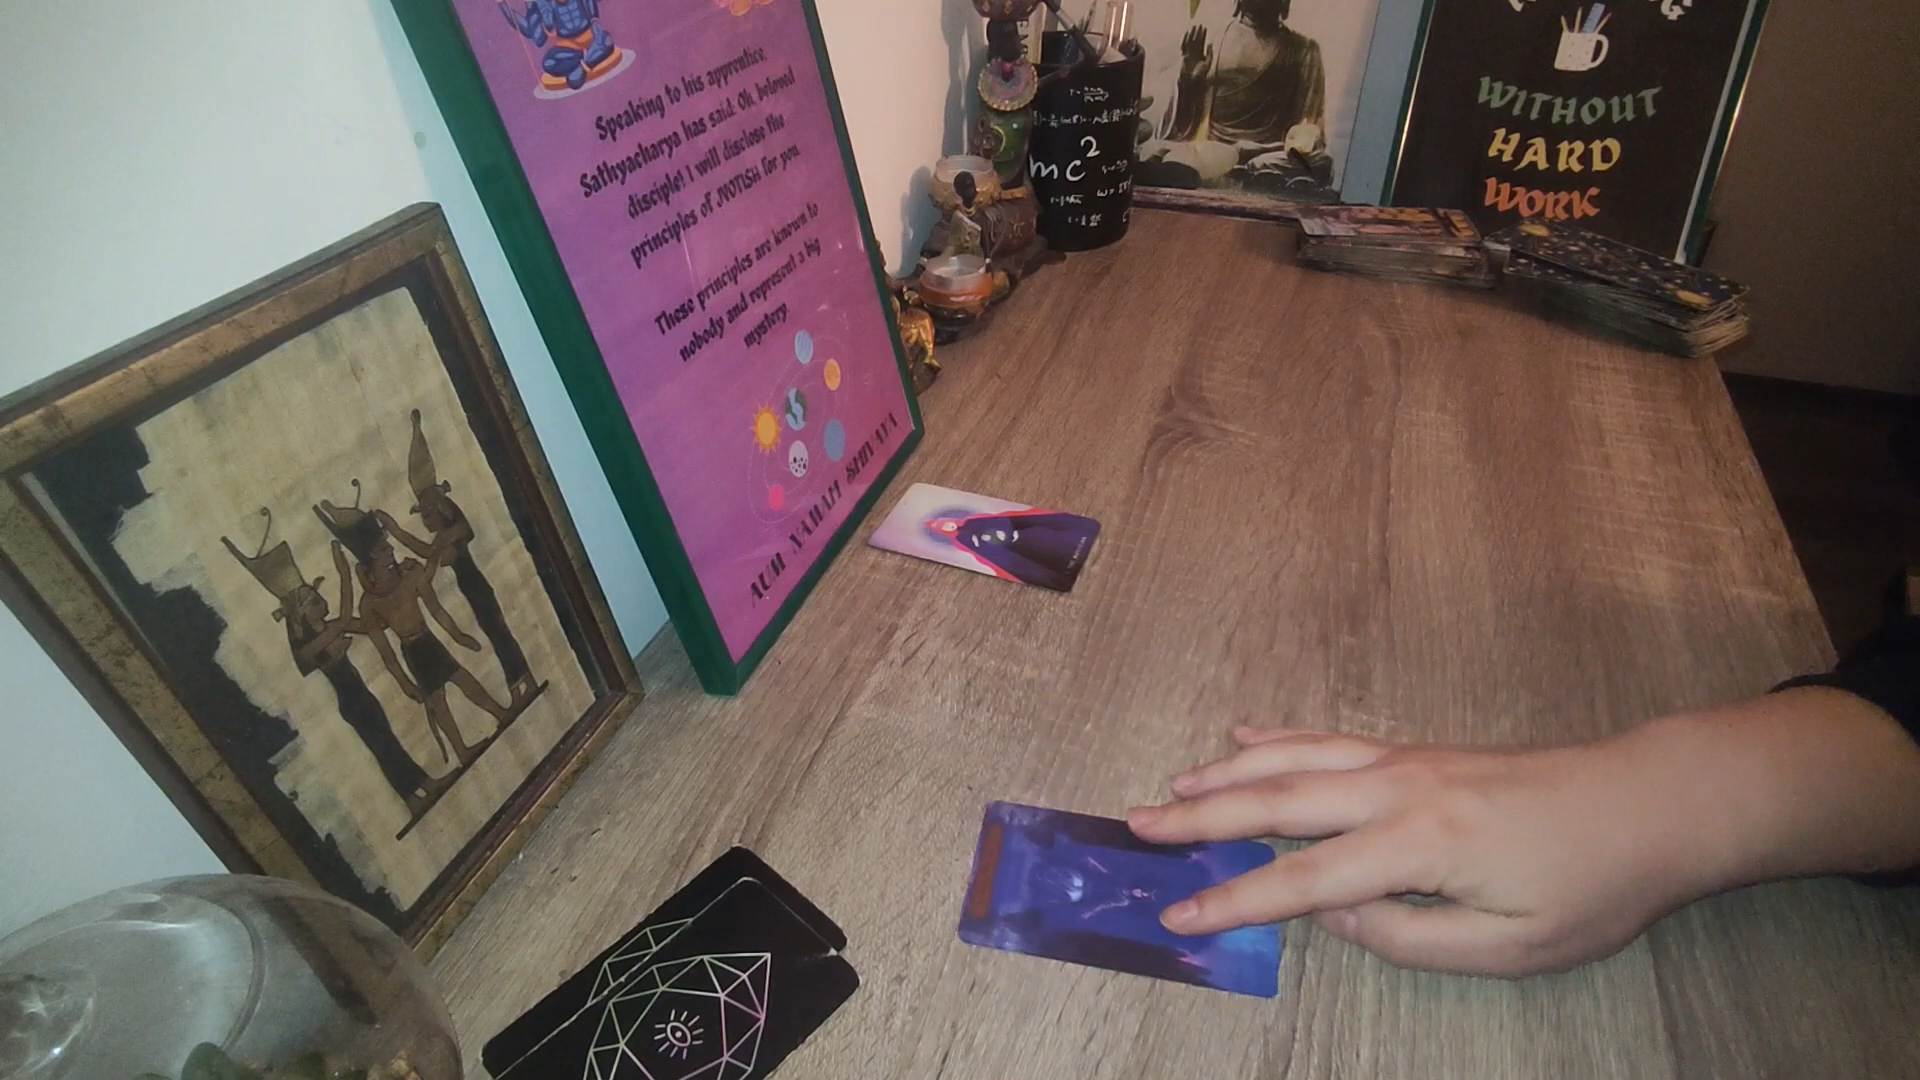 Speaking to his apprentice,
Sathyacharya has said: Oh, beloved
disciple! I will disclose the
principles of JYOTISH for you.
These principles are known to
nobody and represent a big
mystery.
AUM NAHAM SHIVAYA
mc²
WITHOUT
HARD
WORK